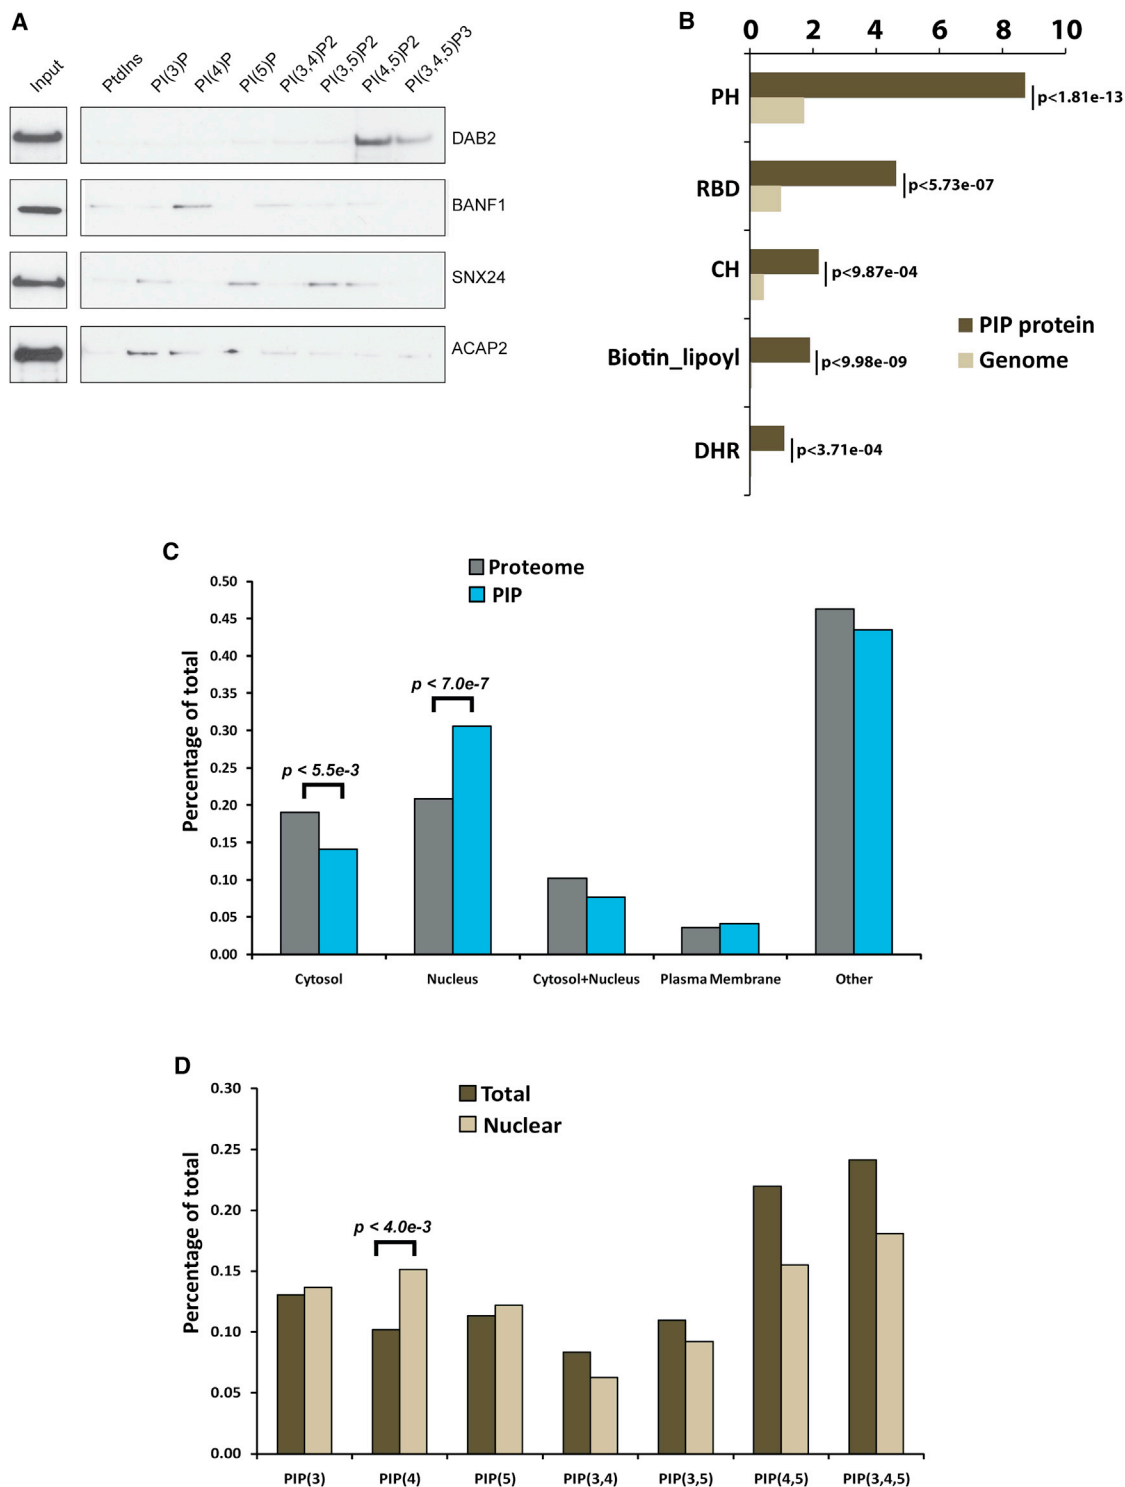 A
Input
PtdIns
PI(3)P
PI(4)P
PI(5)P
PI(3,4)P2
PI(3,5)P2
PI(4,5)P2
PI(3,4,5)P3
DAB2
BANF1
SNX24
ACAP2
B
0 2 4 6 8 10
PH
p<1.81e-13
RBD
p<5.73e-07
CH
p<9.87e-04
Biotin_lipoyl
p<9.98e-09
DHR
p<3.71e-04
PIP protein
Genome
C
Proteome
PIP
Percentage of total
0.50
0.45
0.40
0.35
0.30
0.25
0.20
0.15
0.10
0.05
0.00
p < 5.5e-3
p < 7.0e-7
Cytosol Nucleus Cytosol+Nucleus Plasma Membrane Other
D
Total
Nuclear
Percentage of total
0.30
0.25
0.20
0.15
0.10
0.05
0.00
p < 4.0e-3
PIP(3) PIP(4) PIP(5) PIP(3,4) PIP(3,5) PIP(4,5) PIP(3,4,5)